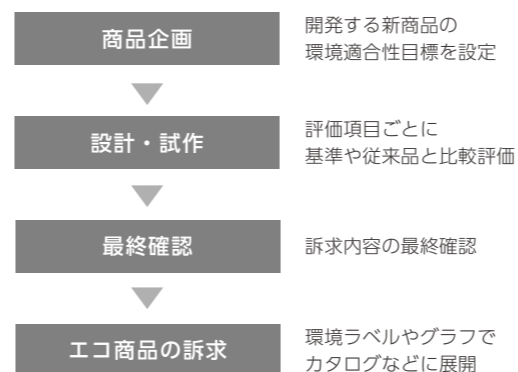 商品企画
開発する新商品の
環境適合性目標を設定
設計・試作
評価項目ごとに
基準や従来品と比較評価
最終確認
訴求内容の最終確認
エコ商品の訴求
環境ラベルやグラフで
カタログなどに展開